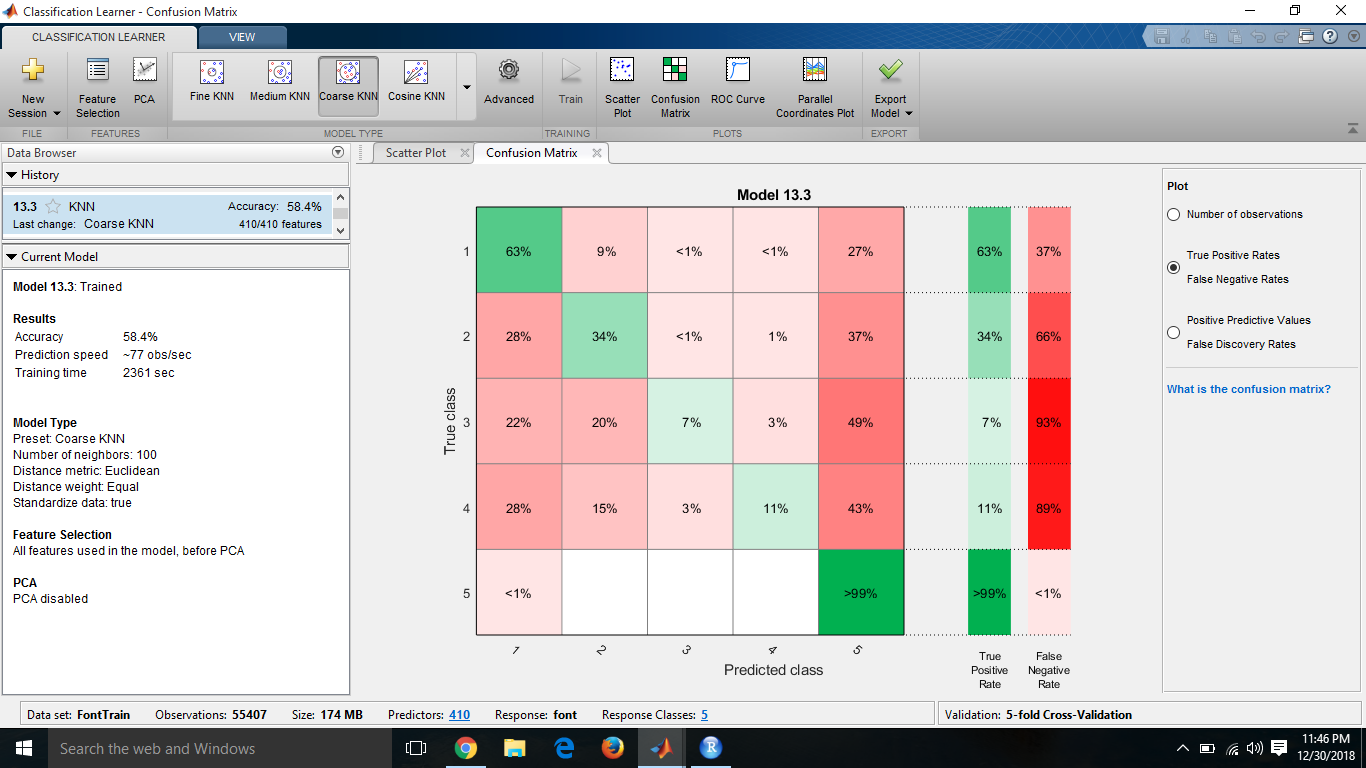 Classification Learner - Confusion Matrix
CLASSIFICATION LEARNER
VIEW
New Session
Feature Selection
PCA
Fine KNN
Medium KNN
Coarse KNN
Cosine KNN
Advanced
Train
Scatter Plot
Confusion Matrix
ROC Curve
Parallel Coordinates Plot
Export Model
FILE
FEATURES
MODEL TYPE
TRAINING
PLOTS
EXPORT
Data Browser
History
13.3 KNN Accuracy: 58.4%
Last change: Coarse KNN 410/410 features
Current Model
Model 13.3: Trained
Results
Accuracy 58.4%
Prediction speed ~77 obs/sec
Training time 2361 sec
Model Type
Preset: Coarse KNN
Number of neighbors: 100
Distance metric: Euclidean
Distance weight: Equal
Standardize data: true
Feature Selection
All features used in the model, before PCA
PCA
PCA disabled
Scatter Plot
Confusion Matrix
Model 13.3
True class
1 63% 9% <1% <1% 27% 63% 37%
2 28% 34% <1% 1% 37% 34% 66%
3 22% 20% 7% 3% 49% 7% 93%
4 28% 15% 3% 11% 43% 11% 89%
5 <1% >99% >99% <1%
1 2 3 4 5
Predicted class
True
Positive
Rate
False
Negative
Rate
Plot
Number of observations
True Positive Rates
False Negative Rates
Positive Predictive Values
False Discovery Rates
What is the confusion matrix?
Data set: FontTrain Observations: 55407 Size: 174 MB Predictors: 410 Response: font Response Classes: 5
Validation: 5-fold Cross-Validation
Search the web and Windows
11:46 PM
12/30/2018